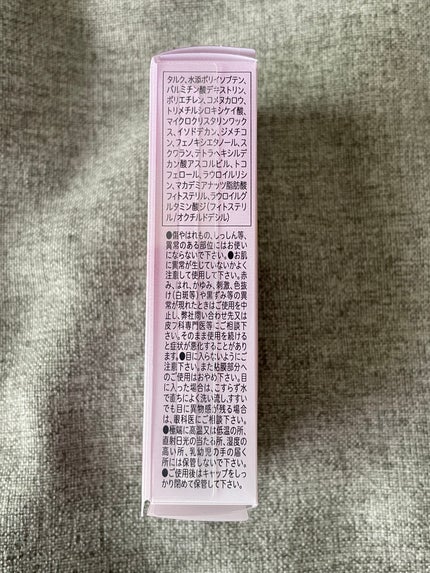 タルク、水添ポリイソブテン、
パルミチン酸デキストリン、
ポリエチレン、コメヌカロウ、
トリメチルシロキシケイ酸、
マイクロクリスタリンワック
ス、イソドデカン、ジメチコ
ン、フェノキシエタノール、ス
クワラン、テトラヘキシルデ
カン酸アスコルビル、トコ
フェロール、ラウロイルリシ
ン、マカデミアナッツ脂肪酸
フィトステリル、ラウロイルグ
ルタミン酸ジ(フィトステリ
ル/オクチルドデシル)
●傷やはれもの、しっしん等、
異常のある部位にはお使い
にならないで下さい。●お肌
に異常が生じていないかよく
注意して使用して下さい。赤
み、はれ、かゆみ、刺激、色抜
け(白斑等)や黒ずみ等の異
常が現れたときはご使用を中
止し、弊社問い合わせ先又は
皮フ科専門医等にご相談下
さい。そのまま使用を続ける
と症状が悪化することがあり
ます。●目に入らないようにご
注意下さい。また粘膜部分へ
のご使用はおやめ下さい。目
に入った場合は、こすらず水
で直ちによく洗い流し、すすい
でも目に異物感が残る場合
は、眼科医にご相談下さい。
●極端に高温又は低温の所、
直射日光の当たる所、湿度の
高い所、乳幼児の手の届く
所には保管しないで下さい。
●ご使用後はキャップをしっ
かり閉めて保管して下さい。